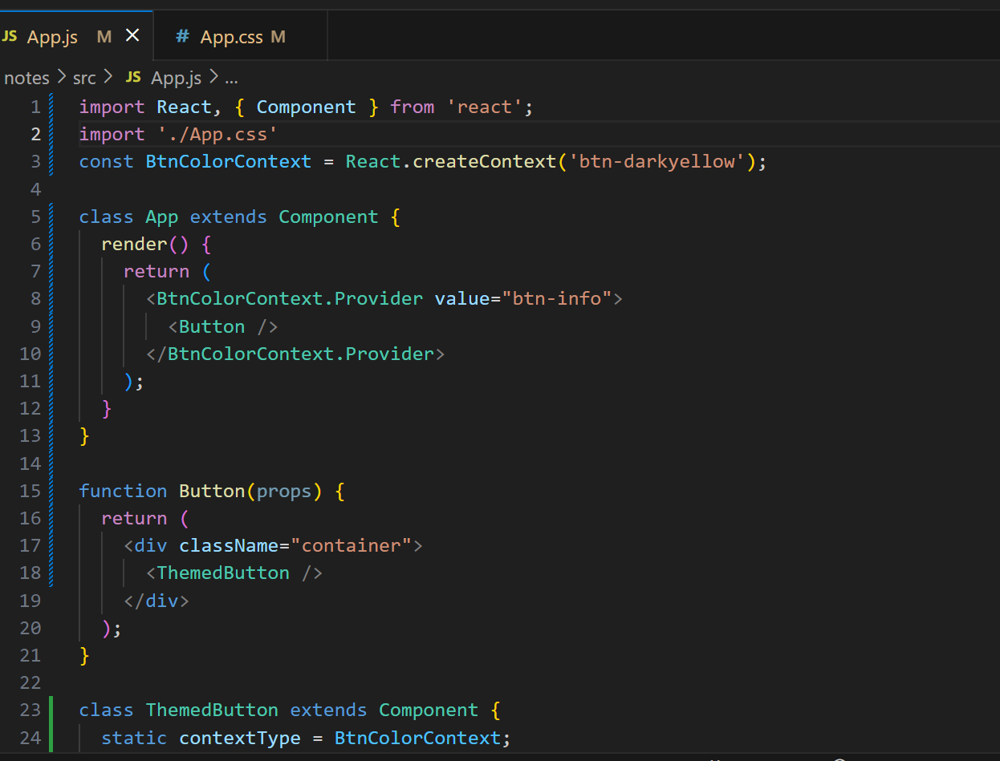 JS App.js M ×
# App.css M
notes > src > JS App.js > ...
1 import React, { Component } from 'react';
2 import './App.css'
3 const BtnColorContext = React.createContext('btn-darkyellow');
4
5 class App extends Component {
6 render() {
7 return (
8 <BtnColorContext.Provider value="btn-info">
9 <Button />
10 </BtnColorContext.Provider>
11 );
12 }
13 }
14
15 function Button(props) {
16 return (
17 <div className="container">
18 <ThemedButton />
19 </div>
20 );
21 }
22
23 class ThemedButton extends Component {
24 static contextType = BtnColorContext;